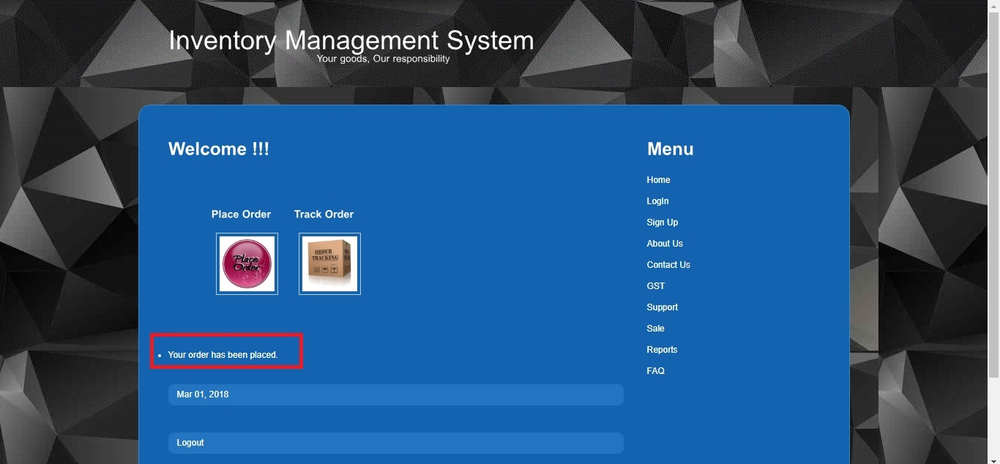 Inventory Management System
Your goods, Our responsibility
Welcome !!!
Place Order Track Order
Place
Order
ORDER
TRACKING
Your order has been placed.
Mar 01, 2018
Logout
Menu
Home
LogIn
Sign Up
About Us
Contact Us
GST
Support
Sale
Reports
FAQ